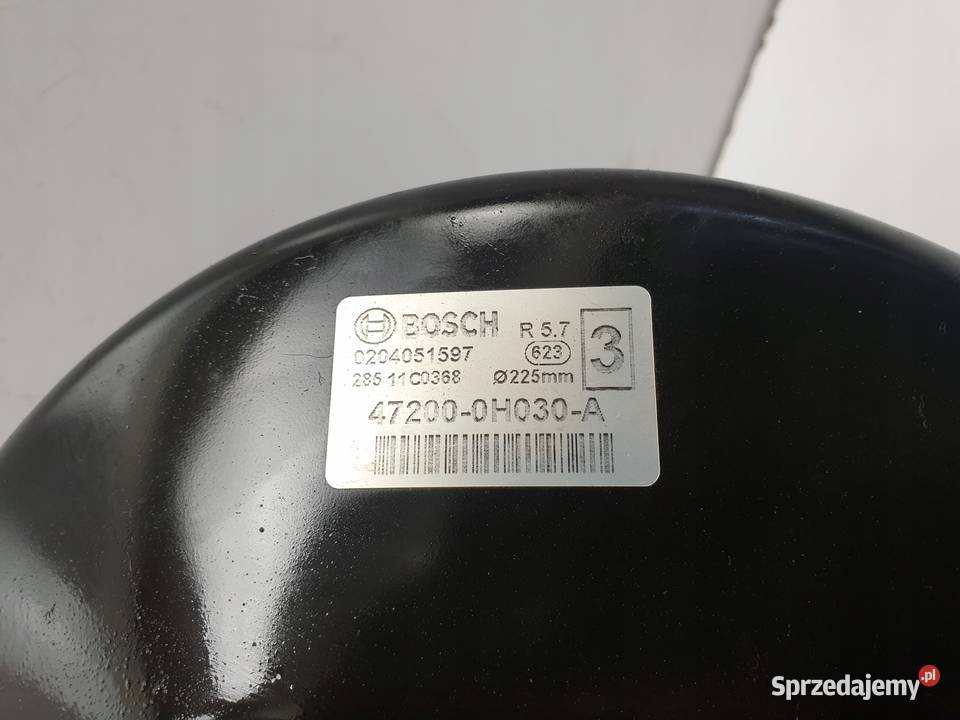 BOSCH R 5.7 3
0204051597 623
285 11C0368 Ø225mm
47200-0H030-A
Sprzedajemy.pl